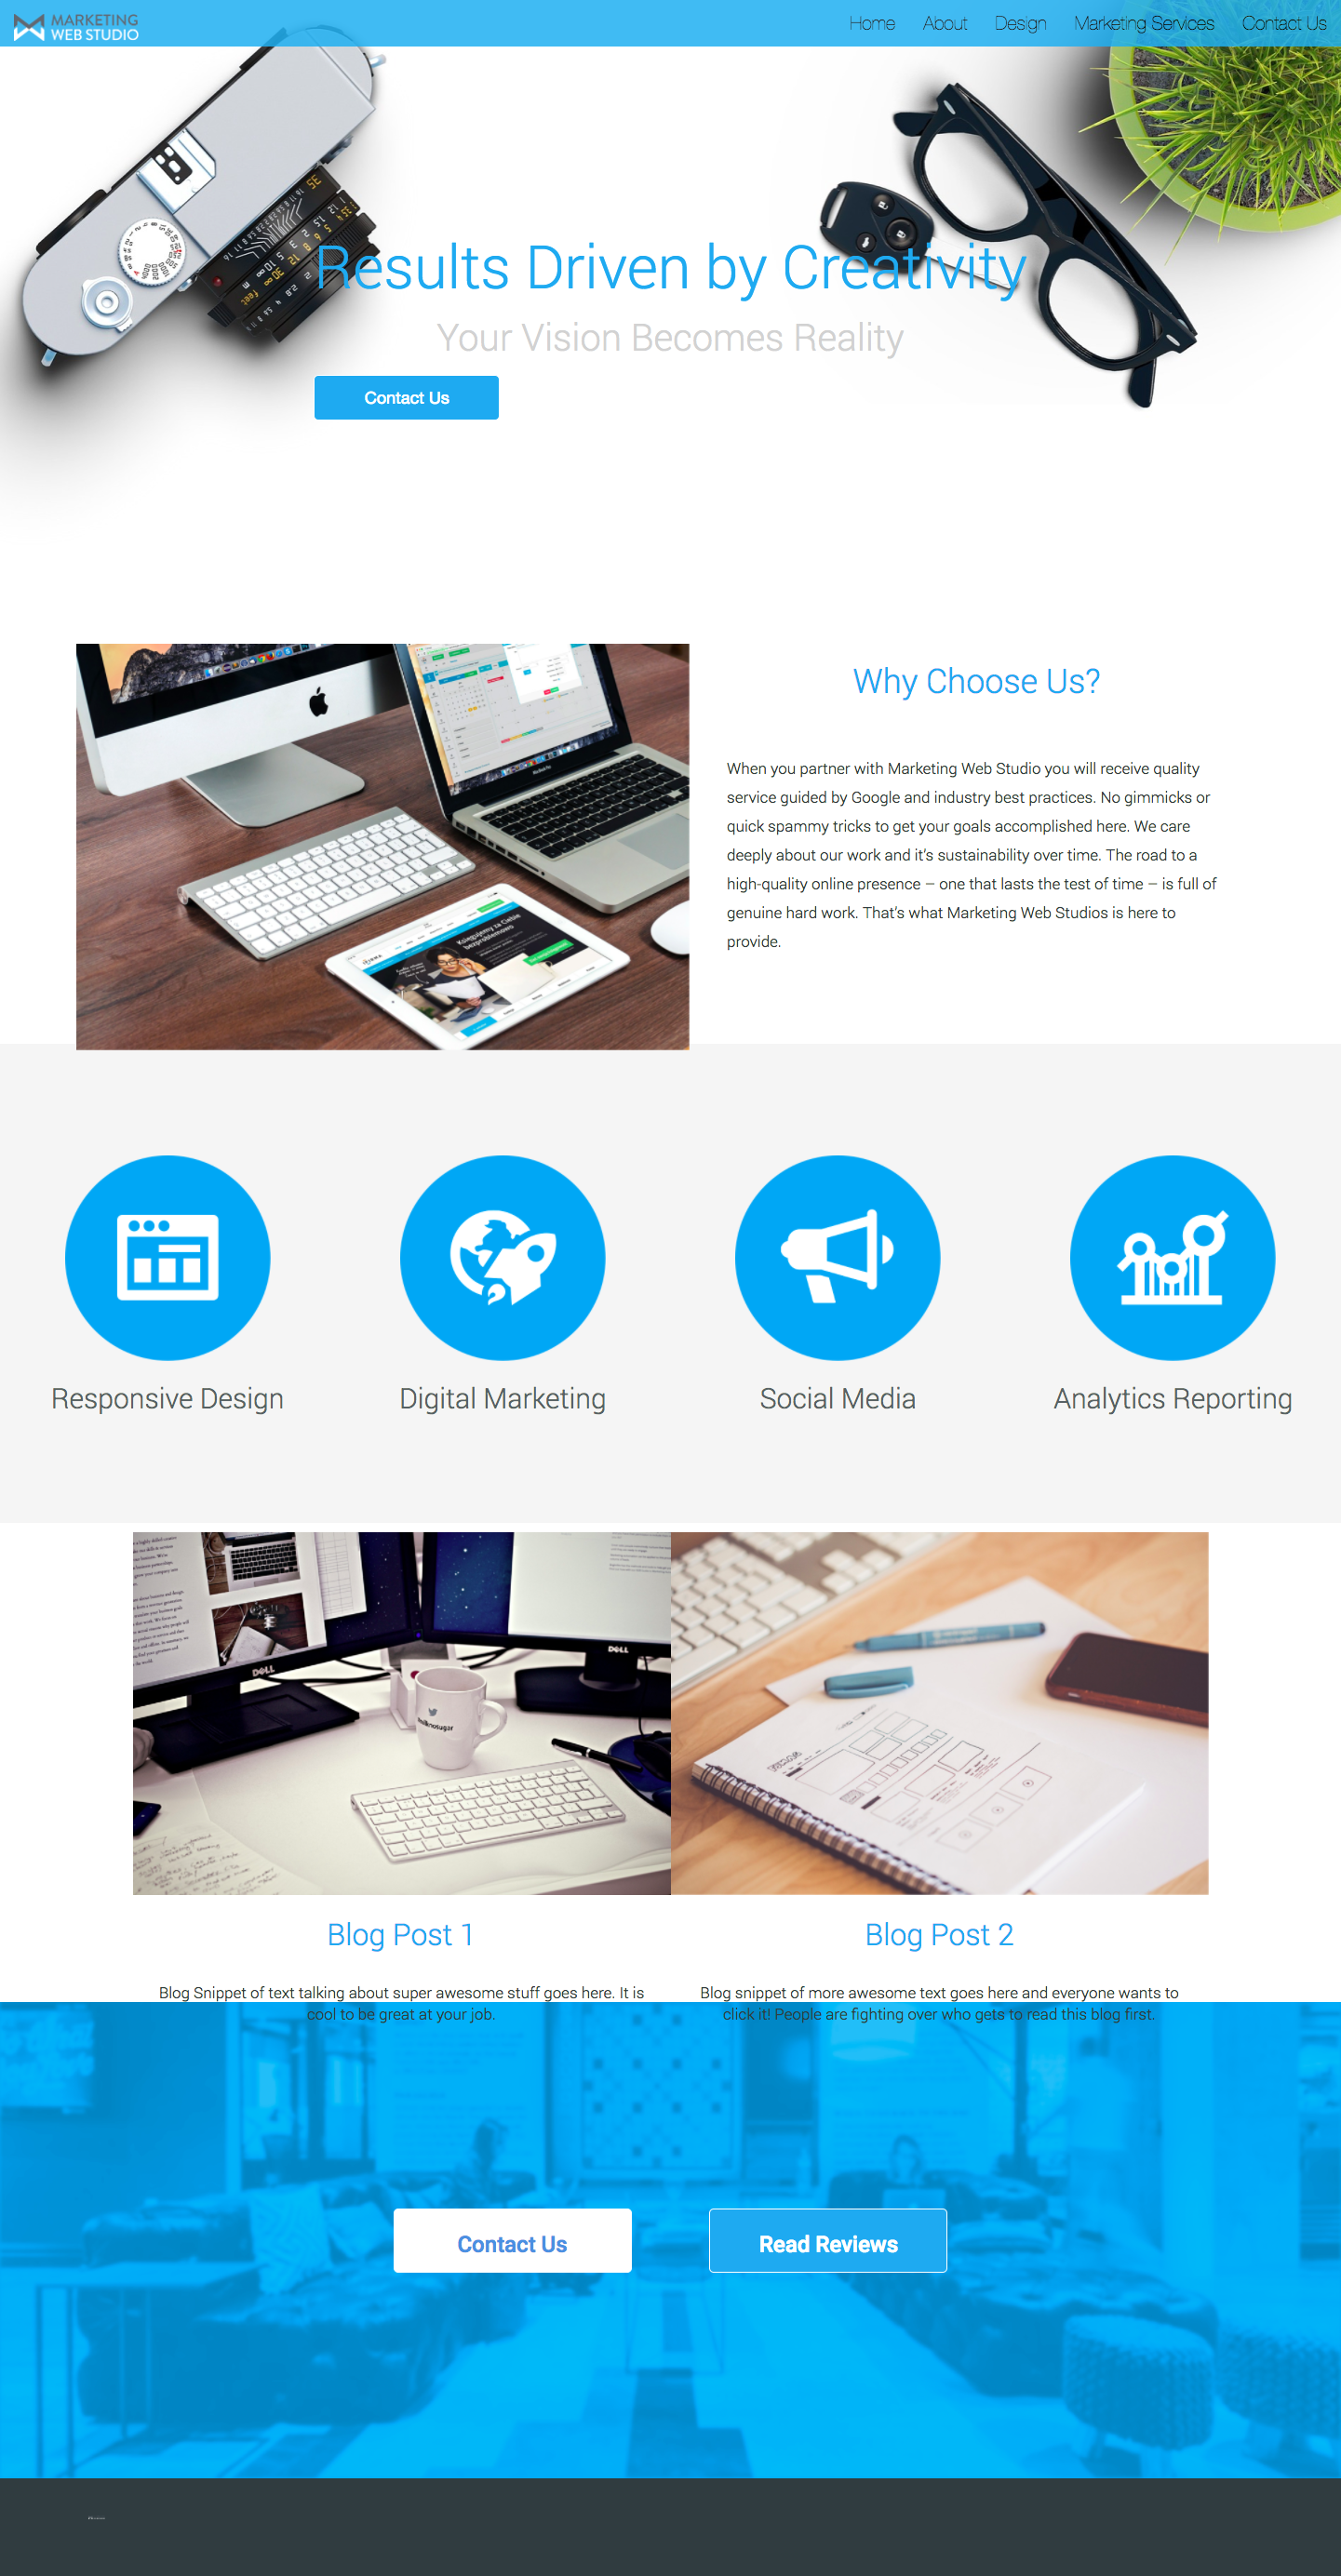 MARKETING
WEB STUDIO
Home About Design Marketing Services Contact Us
Results Driven by Creativity
Your Vision Becomes Reality
Contact Us
Why Choose Us?
When you partner with Marketing Web Studio you will receive quality
service guided by Google and industry best practices. No gimmicks or
quick spammy tricks to get your goals accomplished here. We care
deeply about our work and it's sustainability over time. The road to a
high-quality online presence – one that lasts the test of time – is full of
genuine hard work. That's what Marketing Web Studios is here to
provide.
Księgujemy za Ciebie
bezproblemowo
Responsive Design
Digital Marketing
Social Media
Analytics Reporting
DELL
DELL
Blog Post 1
Blog Snippet of text talking about super awesome stuff goes here. It is
cool to be great at your job.
Blog Post 2
Blog snippet of more awesome text goes here and everyone wants to
click it! People are fighting over who gets to read this blog first.
Contact Us
Read Reviews